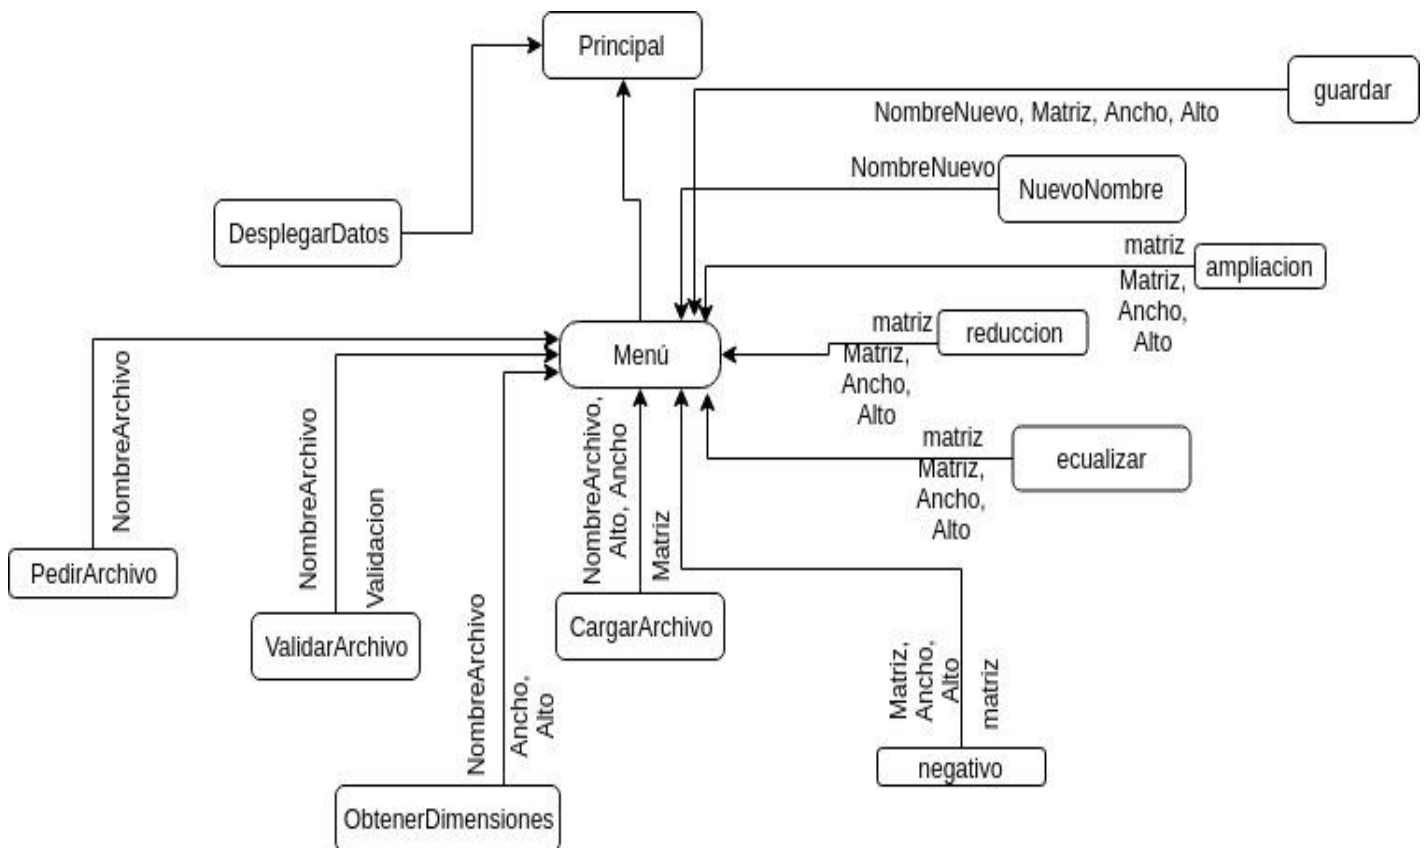 Principal
guardar
NombreNuevo, Matriz, Ancho, Alto
NombreNuevo
NuevoNombre
DesplegarDatos
matriz
ampliacion
Matriz,
Ancho,
Alto
matriz
reduccion
Matriz,
Ancho,
Alto
Menú
NombreArchivo
PedirArchivo
NombreArchivo
Validacion
ValidarArchivo
NombreArchivo
Ancho,
Alto
ObtenerDimensiones
NombreArchivo,
Alto, Ancho
Matriz
CargarArchivo
matriz
ecualizar
Matriz,
Ancho,
Alto
Matriz,
Ancho,
Alto
matriz
negativo